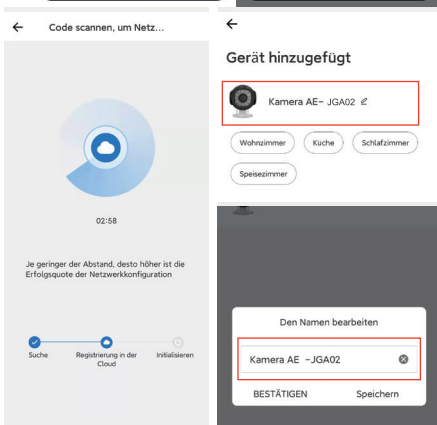 Code scannen, um Netz...
02:58
Je geringer der Abstand, desto höher ist die
Erfolgsquote der Netzwerkkonfiguration
Suche
Registrierung in der
Cloud
Initialisieren
Gerät hinzugefügt
Kamera AE- JGA02
Wohnzimmer
Küche
Schlafzimmer
Speisezimmer
Den Namen bearbeiten
Kamera AE -JGA02
BESTÄTIGEN
Speichern